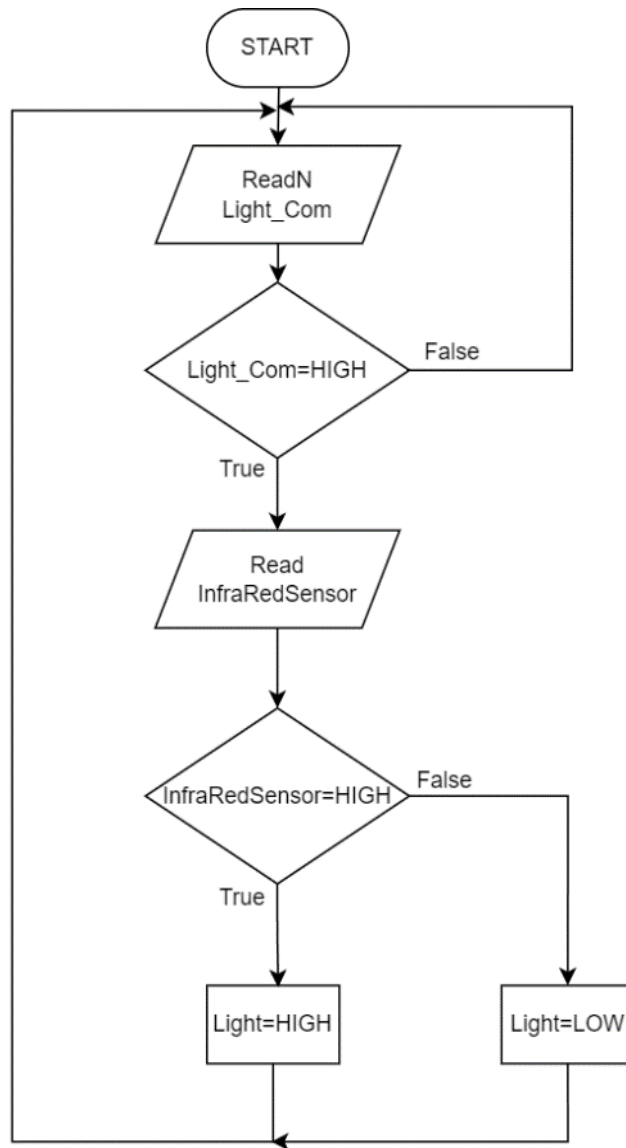 START
ReadN
Light_Com
Light_Com=HIGH
False
True
Read
InfraRedSensor
InfraRedSensor=HIGH
False
True
Light=HIGH
Light=LOW